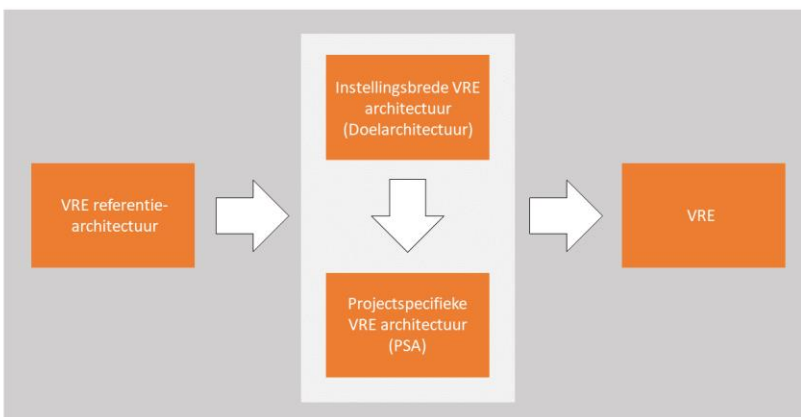 VRE referentie-
architectuur
Instellingsbrede VRE
architectuur
(Doelarchitectuur)
Projectspecifieke
VRE architectuur
(PSA)
VRE